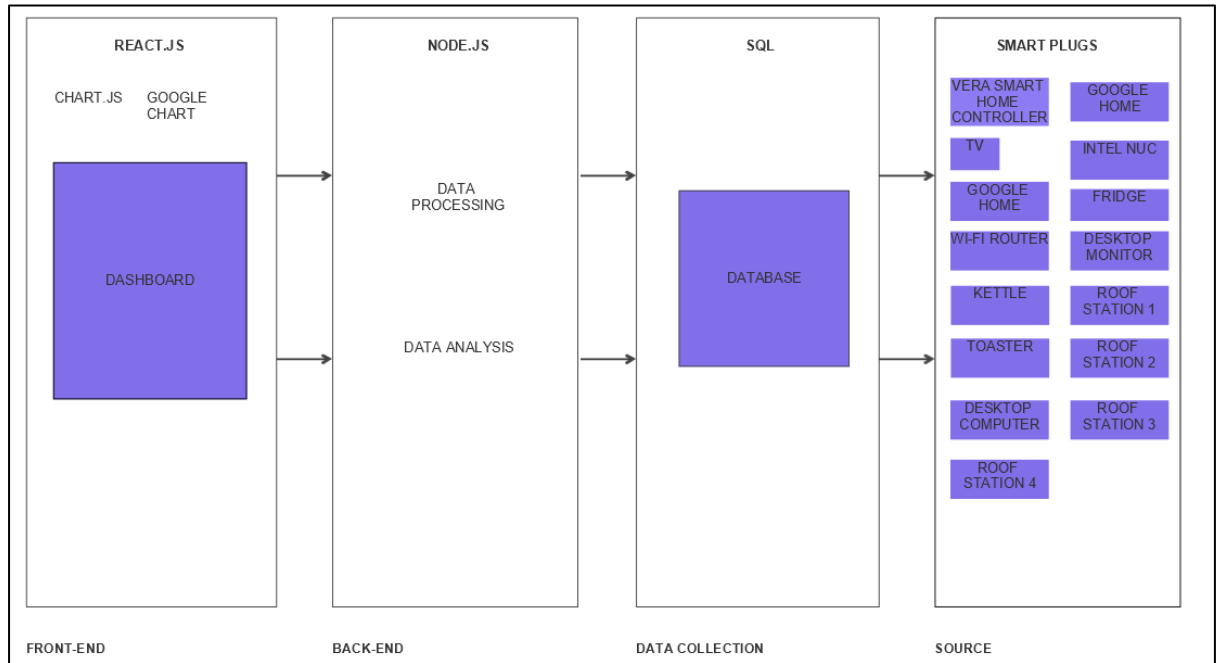 REACT.JS
CHART.JS
GOOGLE
CHART
DASHBOARD
FRONT-END
NODE.JS
DATA
PROCESSING
DATA ANALYSIS
BACK-END
SQL
DATABASE
DATA COLLECTION
SMART PLUGS
VERA SMART
HOME
CONTROLLER
GOOGLE
HOME
TV
INTEL NUC
GOOGLE
HOME
FRIDGE
WI-FI ROUTER
DESKTOP
MONITOR
KETTLE
ROOF
STATION 1
TOASTER
ROOF
STATION 2
DESKTOP
COMPUTER
ROOF
STATION 3
ROOF
STATION 4
SOURCE